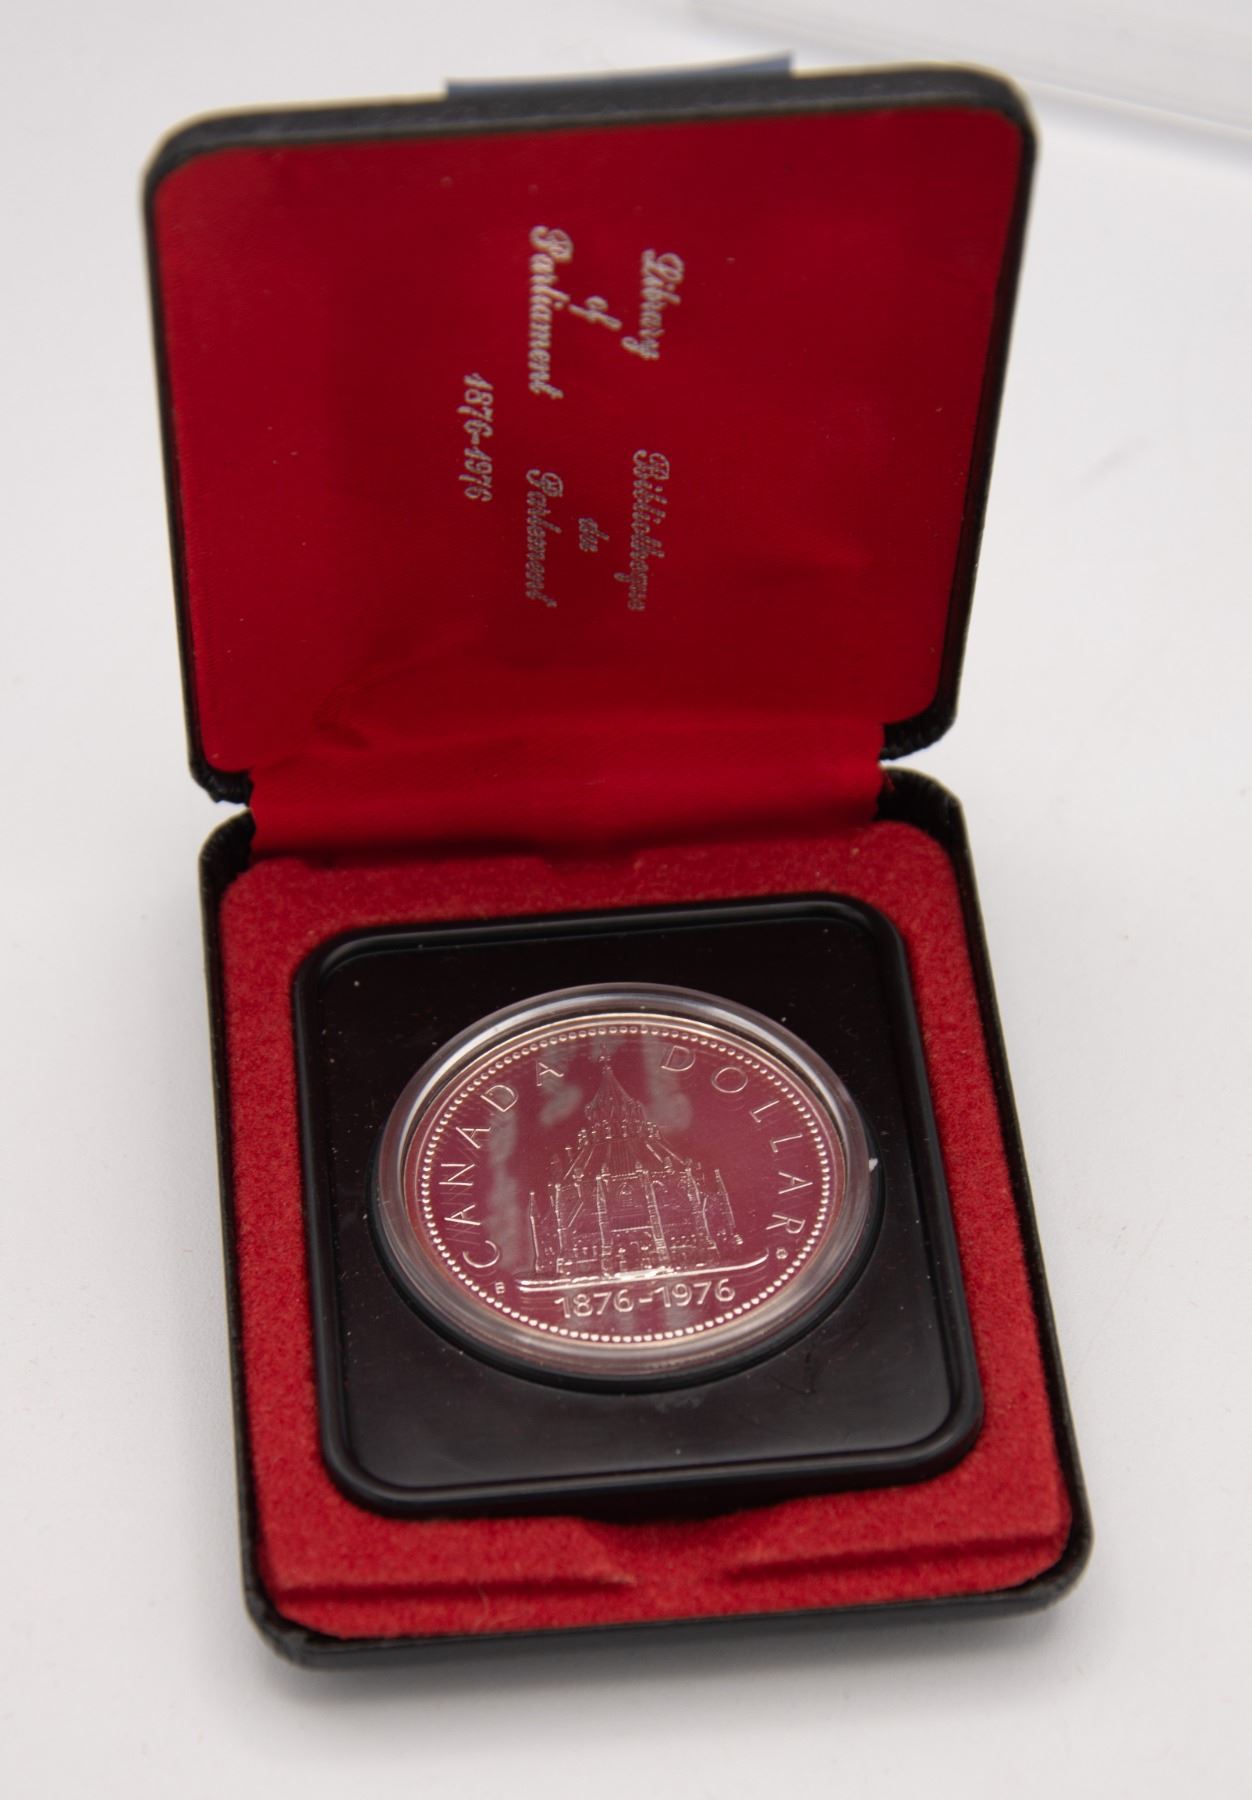 Library
of
Parliament
Bibliothèque
du
Parlement
1876-1976
CANADA DOLLAR
B
1876-1976